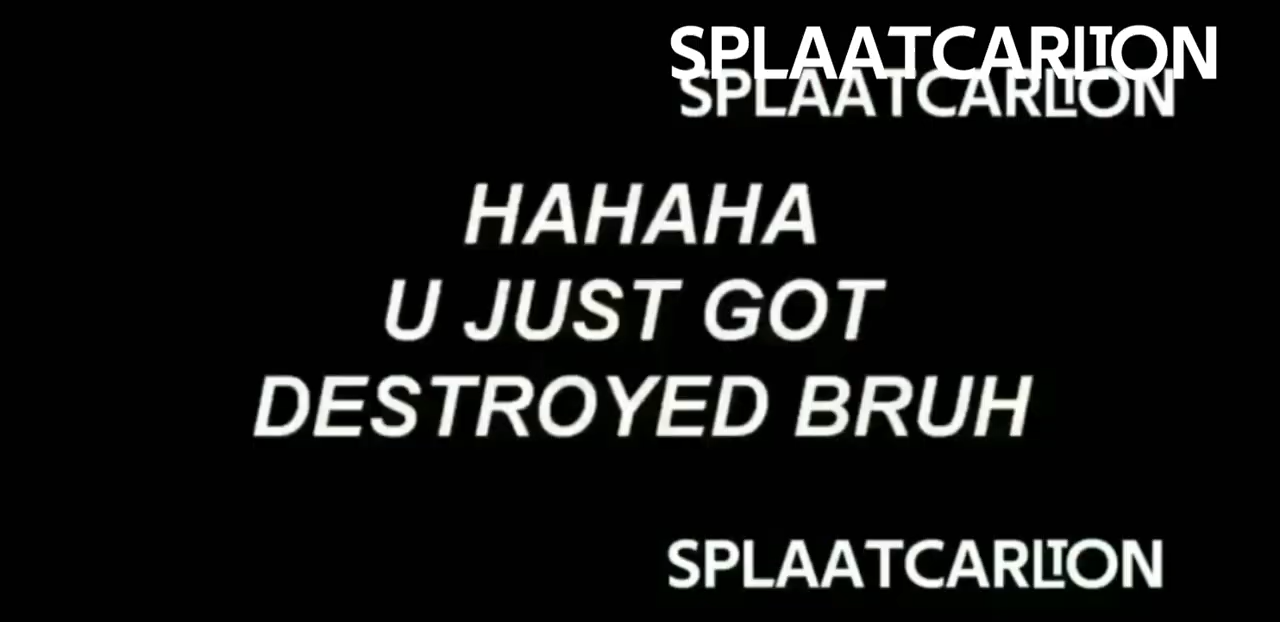 SPLAATCARLTON
SPLAATCARLTON
HAHAHA
U JUST GOT
DESTROYED BRUH
SPLAATCARLTON